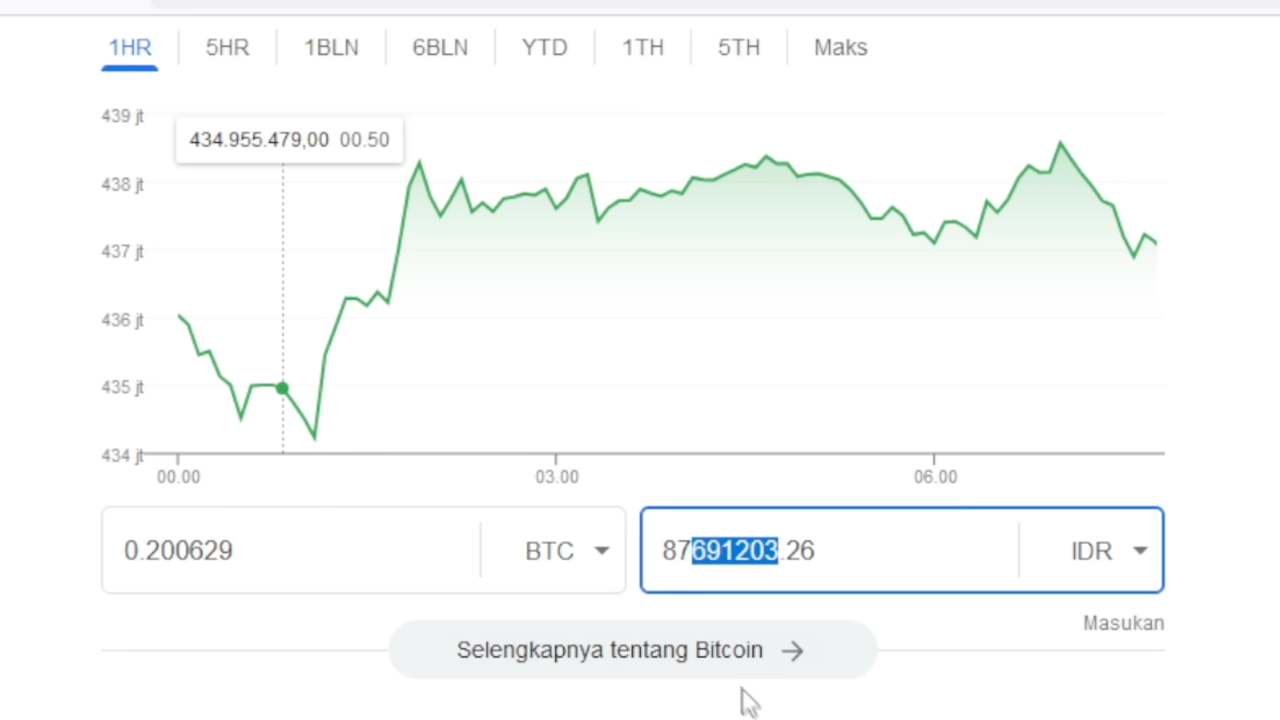 1HR 5HR 1BLN 6BLN YTD 1TH 5TH Maks
439 jt
434.955.479,00 00.50
438 jt
437 jt
436 jt
435 jt
434 jt
00.00 03.00 06.00
0.200629 BTC 87691203.26 IDR
Masukan
Selengkapnya tentang Bitcoin →